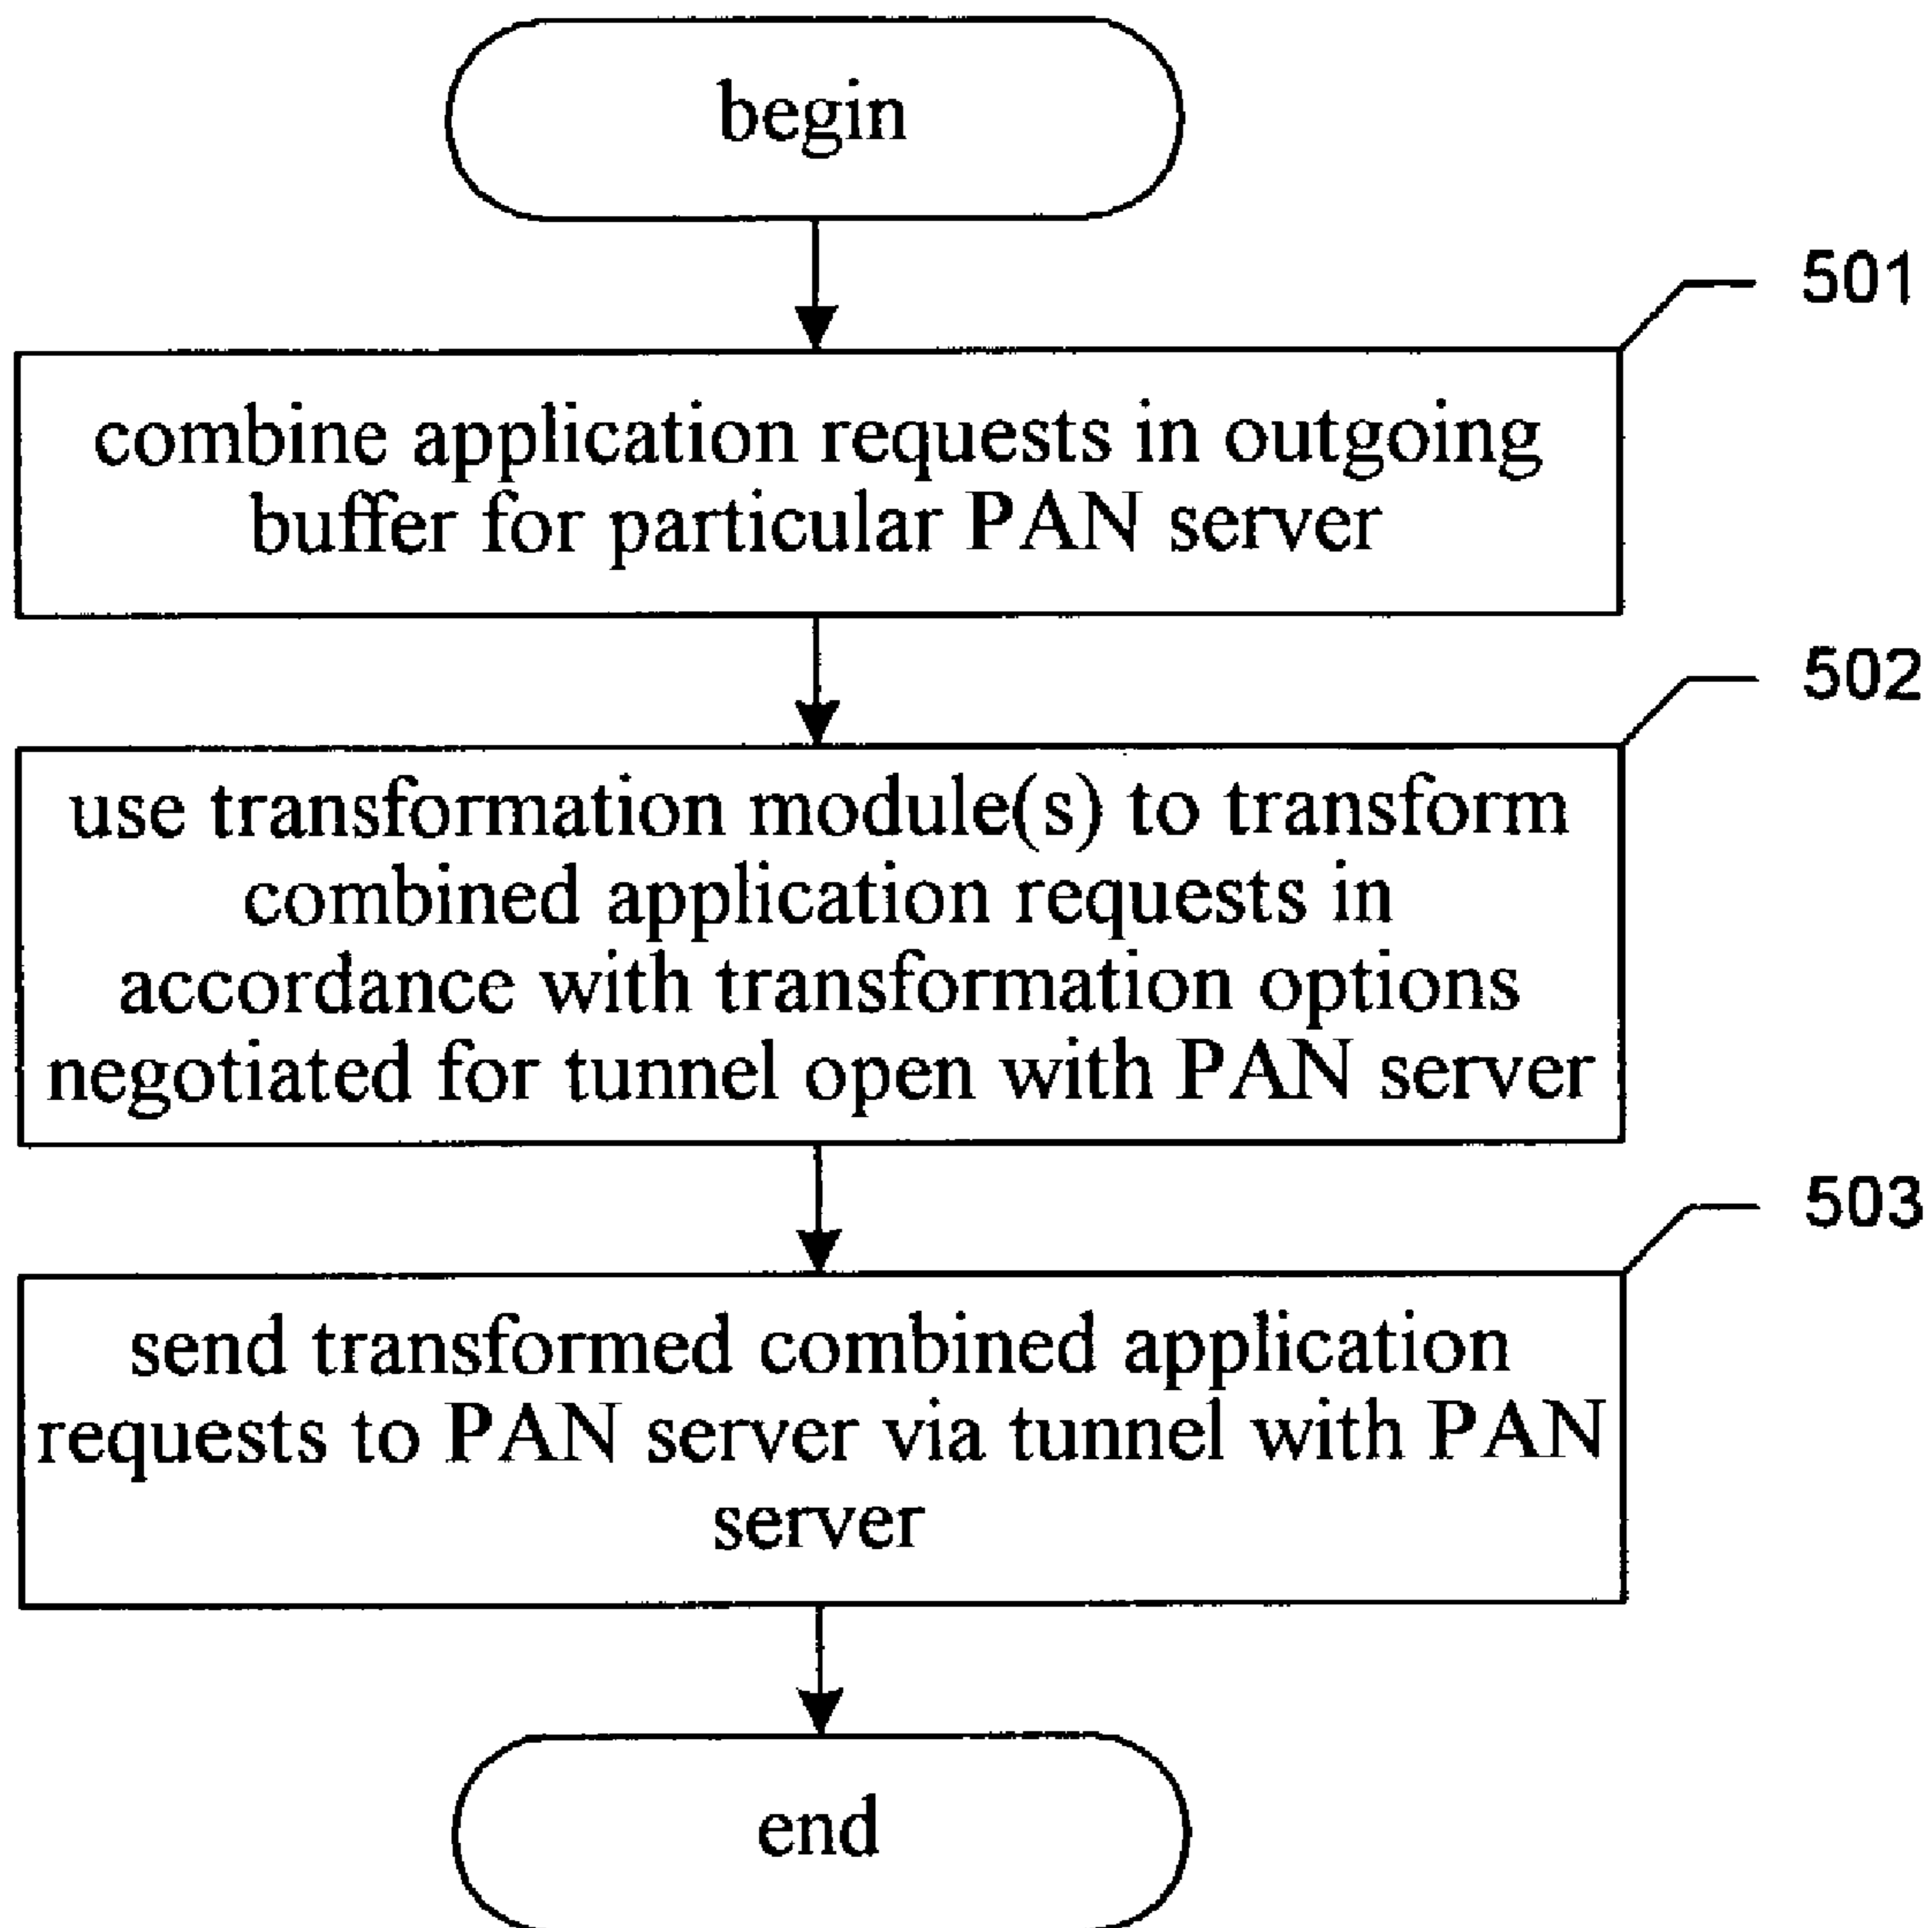 begin
501
combine application requests in outgoing
buffer for particular PAN server
502
use transformation module(s) to transform
combined application requests in
accordance with transformation options
negotiated for tunnel open with PAN server
503
send transformed combined application
requests to PAN server via tunnel with PAN
server
end